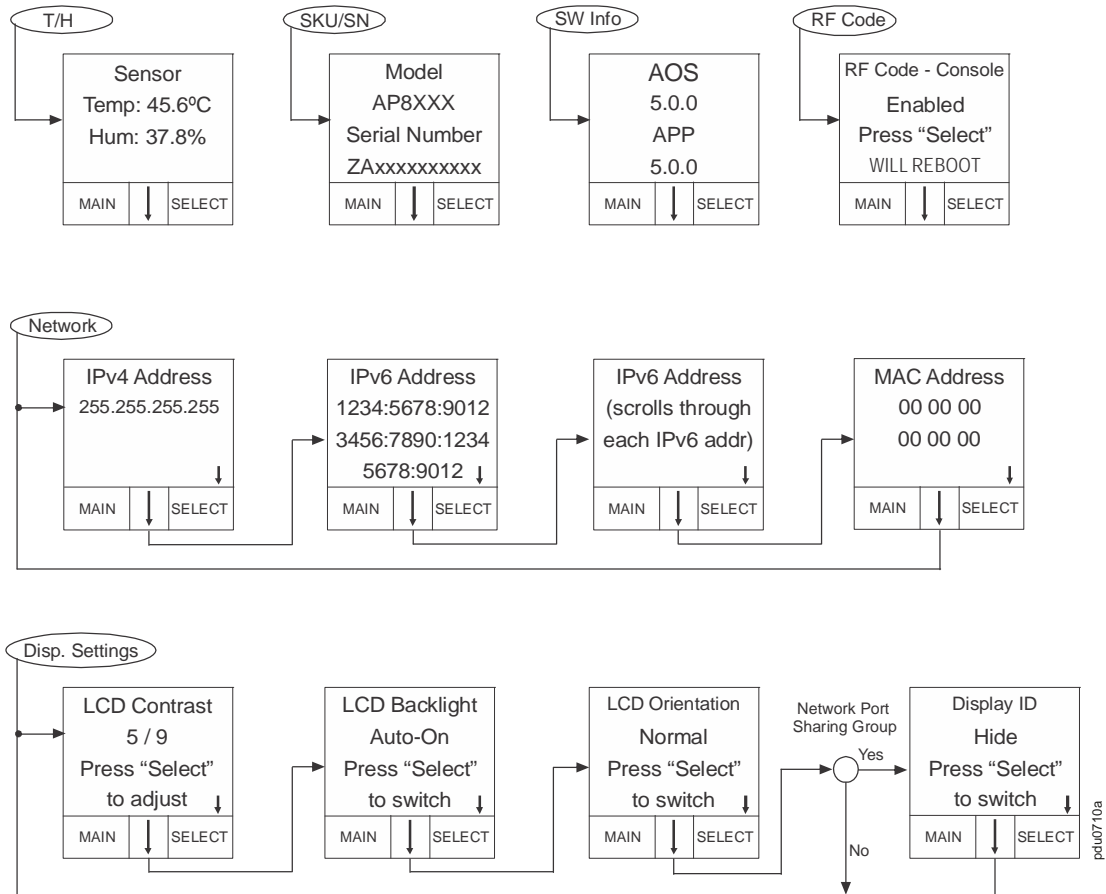 T/H
Sensor
Temp: 45.6ºC
Hum: 37.8%
MAIN
SELECT
SKU/SN
Model
AP8XXX
Serial Number
ZAxxxxxxxxxx
MAIN
SELECT
SW Info
AOS
5.0.0
APP
5.0.0
MAIN
SELECT
RF Code
RF Code - Console
Enabled
Press “Select”
WILL REBOOT
MAIN
SELECT
Network
IPv4 Address
255.255.255.255
MAIN
SELECT
IPv6 Address
1234:5678:9012
3456:7890:1234
5678:9012
MAIN
SELECT
IPv6 Address
(scrolls through
each IPv6 addr)
MAIN
SELECT
MAC Address
00 00 00
00 00 00
MAIN
SELECT
Disp. Settings
LCD Contrast
5 / 9
Press “Select”
to adjust
MAIN
SELECT
LCD Backlight
Auto-On
Press “Select”
to switch
MAIN
SELECT
LCD Orientation
Normal
Press “Select”
to switch
MAIN
SELECT
Network Port
Sharing Group
Yes
No
Display ID
Hide
Press “Select”
to switch
MAIN
SELECT
pdu0710a